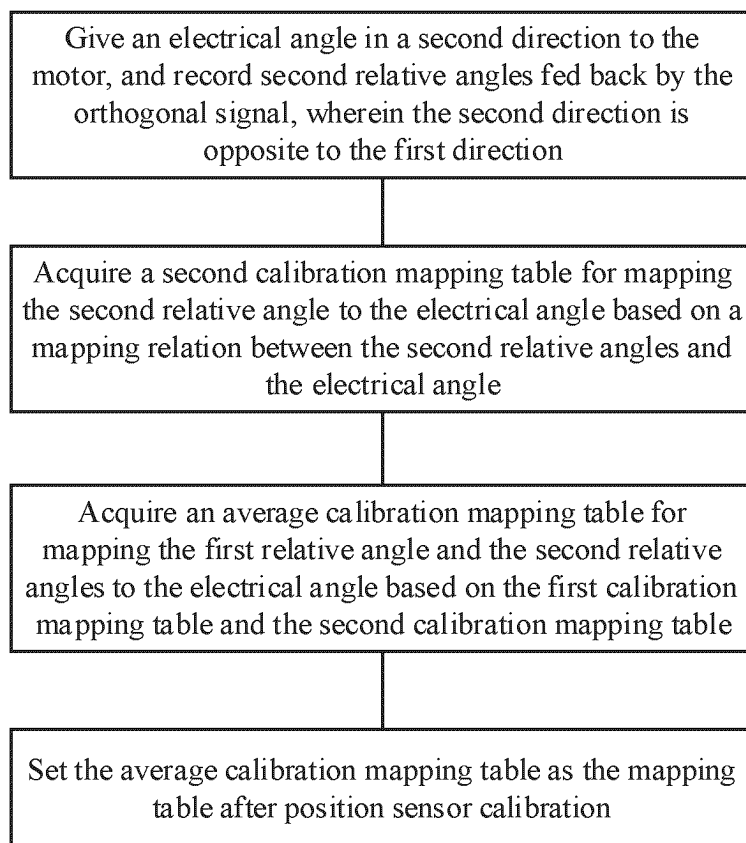 Give an electrical angle in a second direction to the
motor, and record second relative angles fed back by the
orthogonal signal, wherein the second direction is
opposite to the first direction
Acquire a second calibration mapping table for mapping
the second relative angle to the electrical angle based on a
mapping relation between the second relative angles and
the electrical angle
Acquire an average calibration mapping table for
mapping the first relative angle and the second relative
angles to the electrical angle based on the first calibration
mapping table and the second calibration mapping table
Set the average calibration mapping table as the mapping
table after position sensor calibration